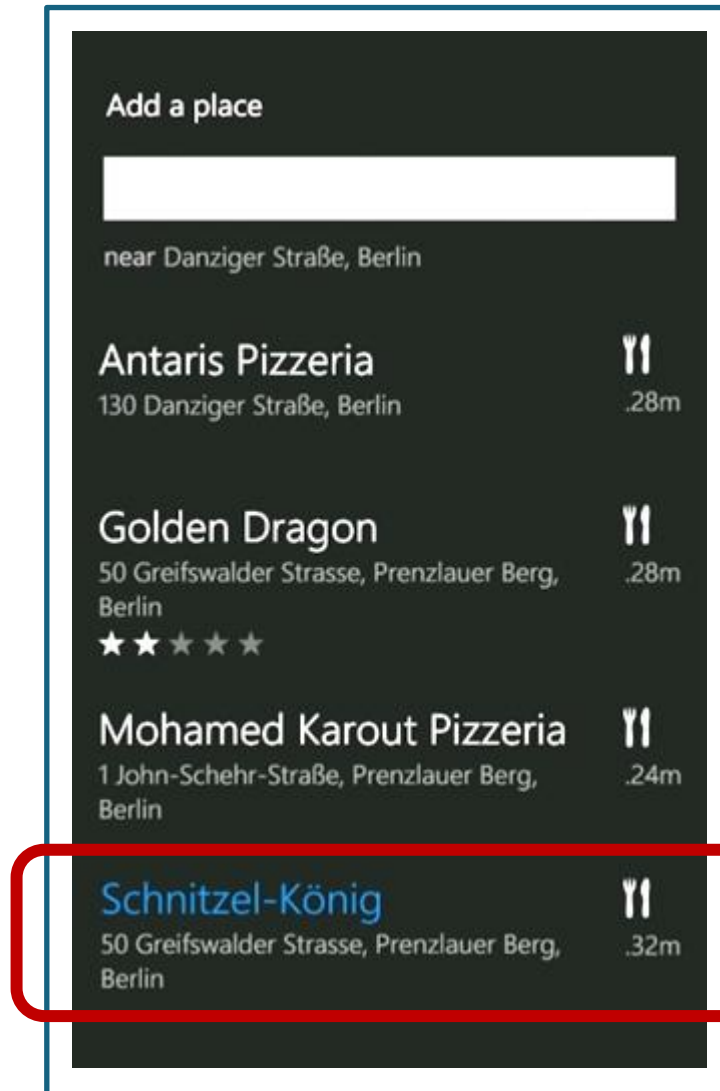 Add a place
near Danziger Straße, Berlin
Antaris Pizzeria
130 Danziger Straße, Berlin
.28m
Golden Dragon
50 Greifswalder Strasse, Prenzlauer Berg,
.28m
Berlin
Mohamed Karout Pizzeria
1 John-Schehr-Straße, Prenzlauer Berg,
.24m
Berlin
Schnitzel-König
50 Greifswalder Strasse, Prenzlauer Berg,
.32m
Berlin